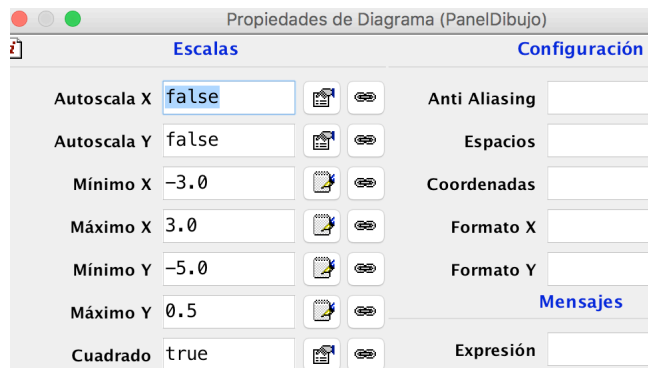 Propiedades de Diagrama (PanelDibujo)
Escalas
Configuración
Autoscala X false
Anti Aliasing
Autoscala Y false
Espacios
Mínimo X -3.0
Coordenadas
Máximo X 3.0
Formato X
Mínimo Y -5.0
Formato Y
Máximo Y 0.5
Mensajes
Cuadrado true
Expresión